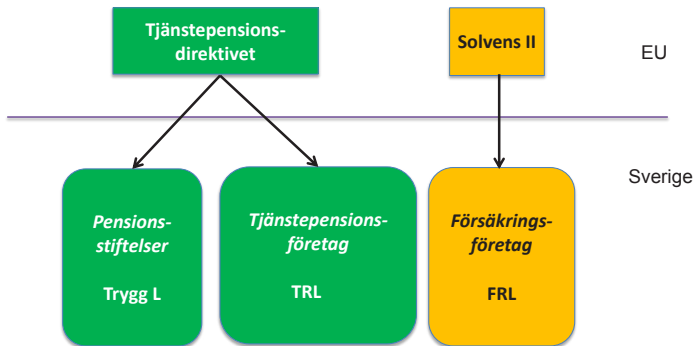 Tjänstepensions-
direktivet
Solvens II
EU
Sverige
Pensions-
stiftelser
Trygg L
Tjänstepensions-
företag
TRL
Försäkrings-
företag
FRL